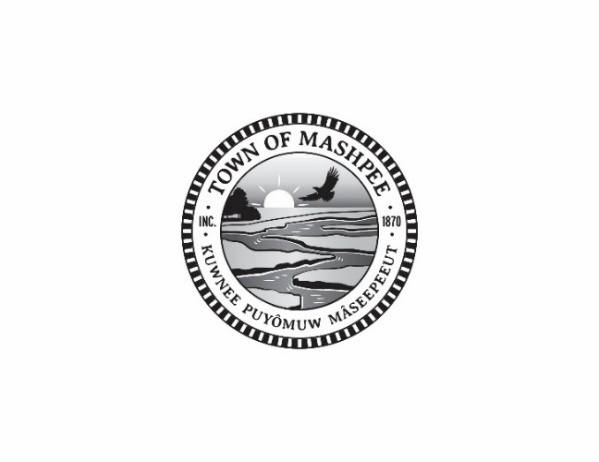 TOWN OF MASHPEE
INC. 1870
KUWNEE PUYÔMUW MÂSEEPEEUT